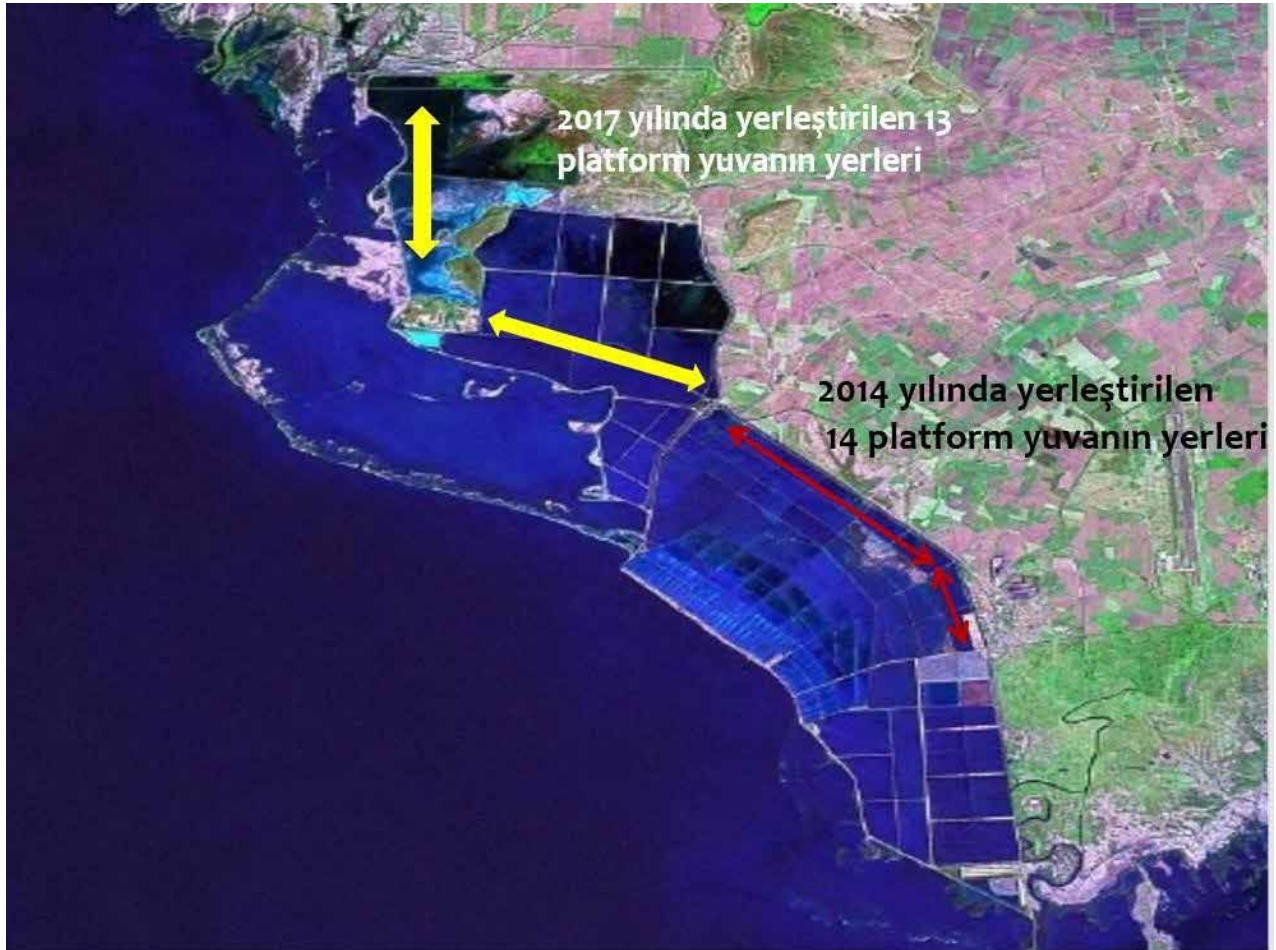 2017 yılında yerleştirilen 13
platform yuvanın yerleri
2014 yılında yerleştirilen
14 platform yuvanın yerleri